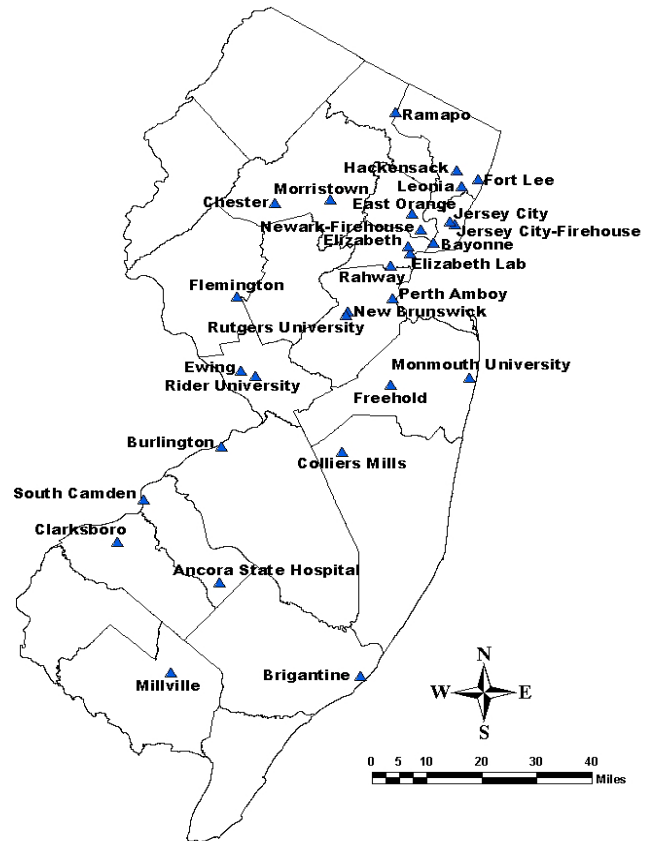 Ramapo
Hackensack
Fort Lee
Leonia
Morristown
Chester
East Orange
Jersey City
Newark-Firehouse
Jersey City-Firehouse
Elizabeth
Bayonne
Elizabeth Lab
Rahway
Flemington
Perth Amboy
New Brunswick
Rutgers University
Monmouth University
Ewing
Rider University
Freehold
Burlington
Colliers Mills
South Camden
Clarksboro
Ancora State Hospital
Brigantine
Millville
N
W E
S
0 5 10 20 30 40
Miles